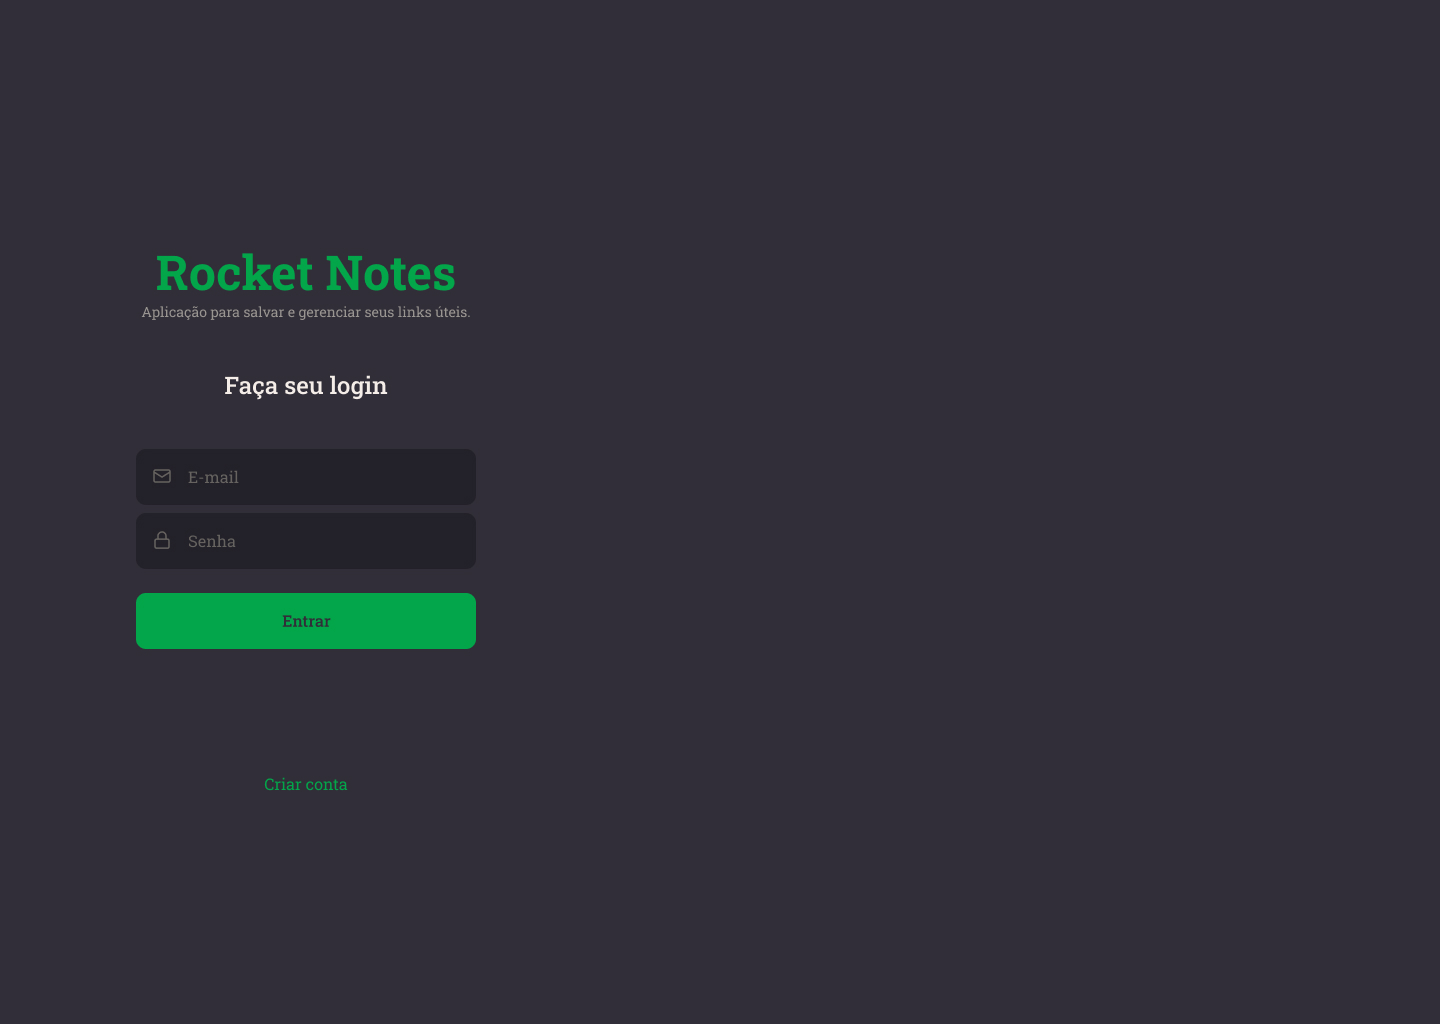 Rocket Notes
Aplicação para salvar e gerenciar seus links úteis.
Faça seu login
E-mail
Senha
Entrar
Criar conta